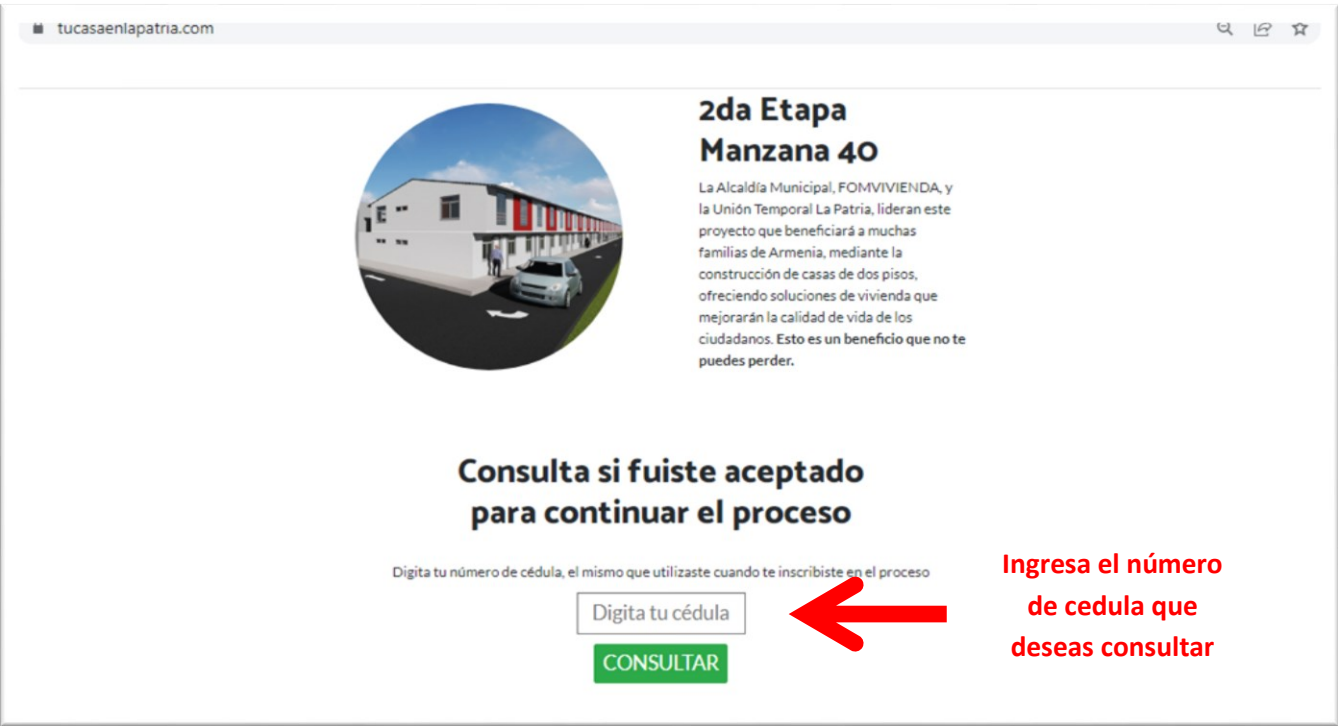 tucasaenlapatria.com
2da Etapa
Manzana 40
La Alcaldía Municipal, FOMVIVIENDA, y
la Unión Temporal La Patria, lideran este
proyecto que beneficiará a muchas
familias de Armenia, mediante la
construcción de casas de dos pisos,
ofreciendo soluciones de vivienda que
mejorarán la calidad de vida de los
ciudadanos. Esto es un beneficio que no te
puedes perder.
Consulta si fuiste aceptado
para continuar el proceso
Digita tu número de cédula, el mismo que utilizaste cuando te inscribiste en el proceso
Digita tu cédula
CONSULTAR
Ingresa el número
de cedula que
deseas consultar